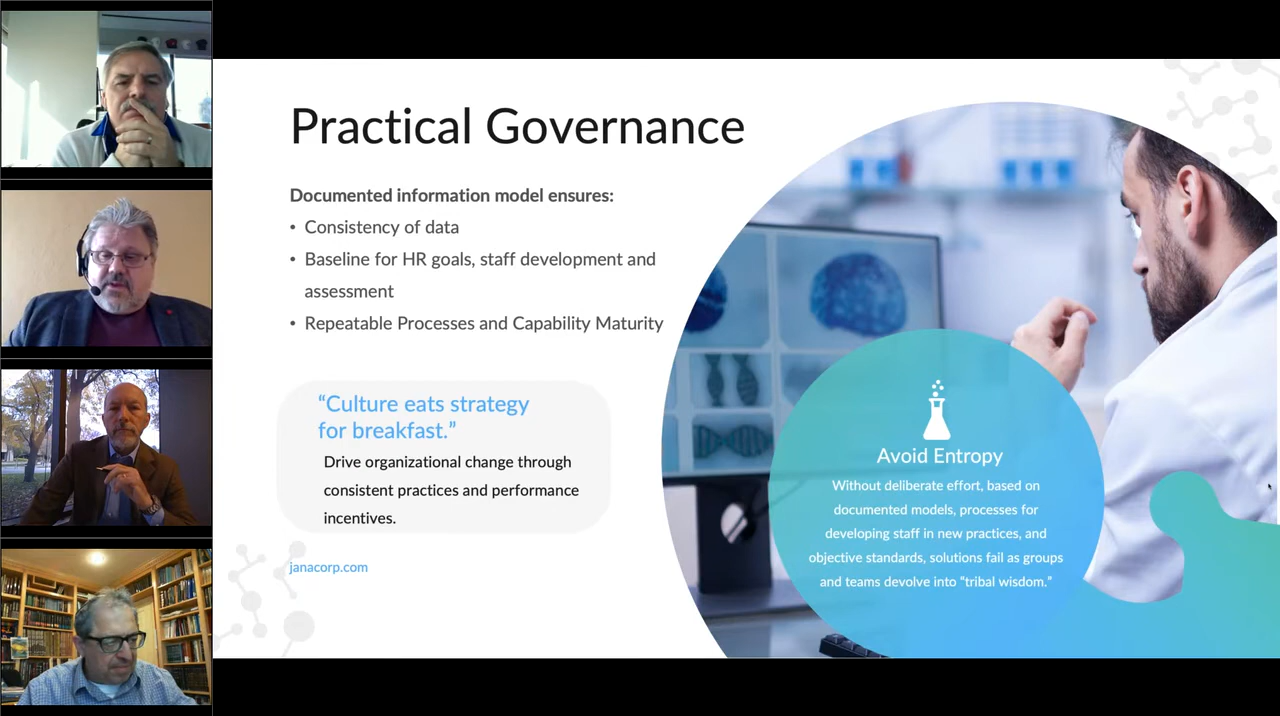 Practical Governance
Documented information model ensures:
• Consistency of data
• Baseline for HR goals, staff development and
assessment
• Repeatable Processes and Capability Maturity
“Culture eats strategy
for breakfast.”
Drive organizational change through
consistent practices and performance
incentives.
janacorp.com
Avoid Entropy
Without deliberate effort, based on
documented models, processes for
developing staff in new practices, and
objective standards, solutions fail as groups
and teams devolve into “tribal wisdom.”